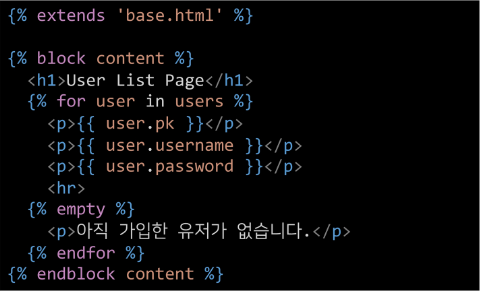 {% extends 'base.html' %}
{% block content %}
<h1>User List Page</h1>
{% for user in users %}
<p>{{ user.pk }}</p>
<p>{{ user.username }}</p>
<p>{{ user.password }}</p>
<hr>
{% empty %}
<p>아직 가입한 유저가 없습니다.</p>
{% endfor %}
{% endblock content %}